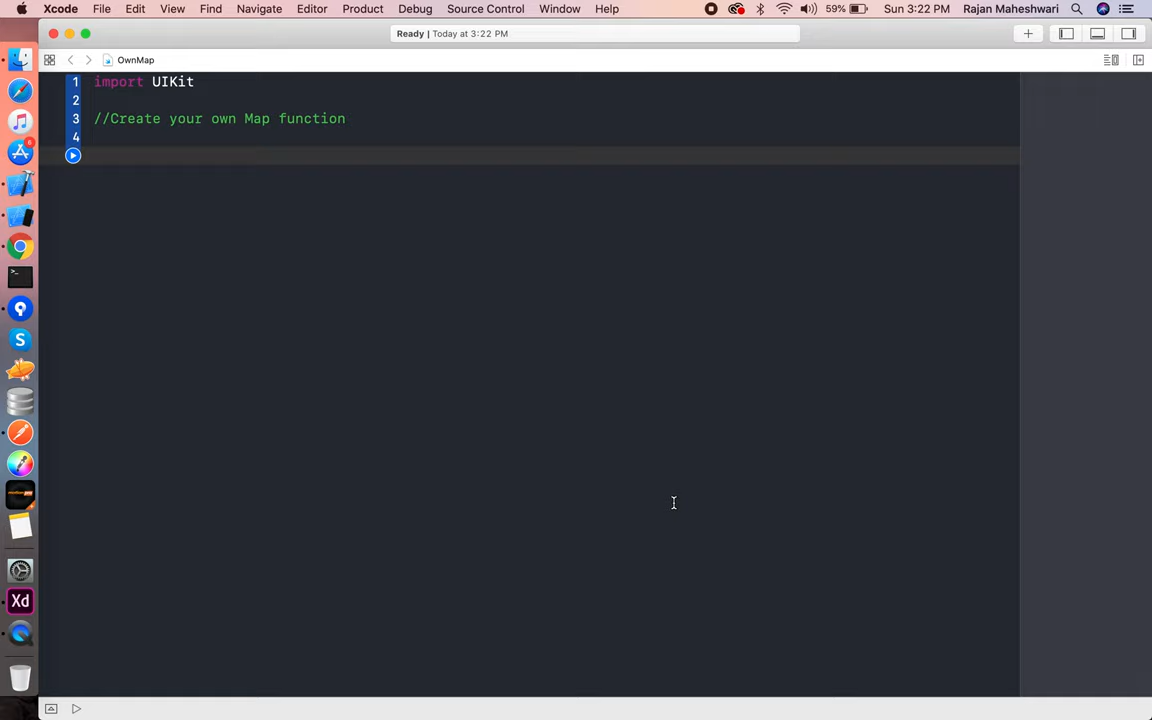 Xcode File Edit View Find Navigate Editor Product Debug Source Control Window Help 59% Sun 3:22 PM Rajan Maheshwari
Ready | Today at 3:22 PM
OwnMap
1 import UIKit
2
3 //Create your own Map function
4
Xd